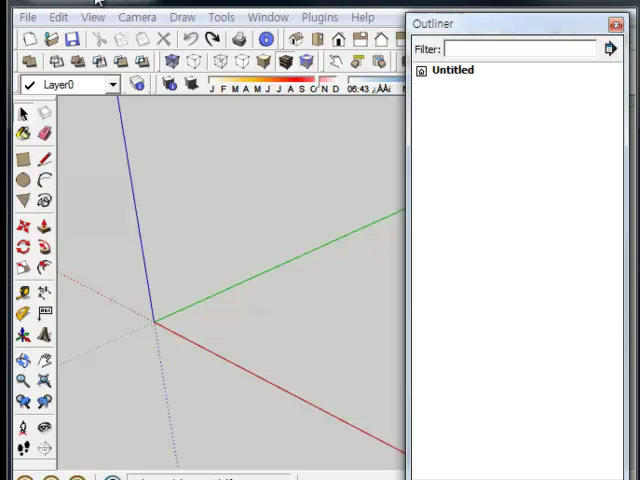 File Edit View Camera Draw Tools Window Plugins Help
Outliner
Filter:
Untitled
Layer0
J F M A M J J A S O N D 06:43